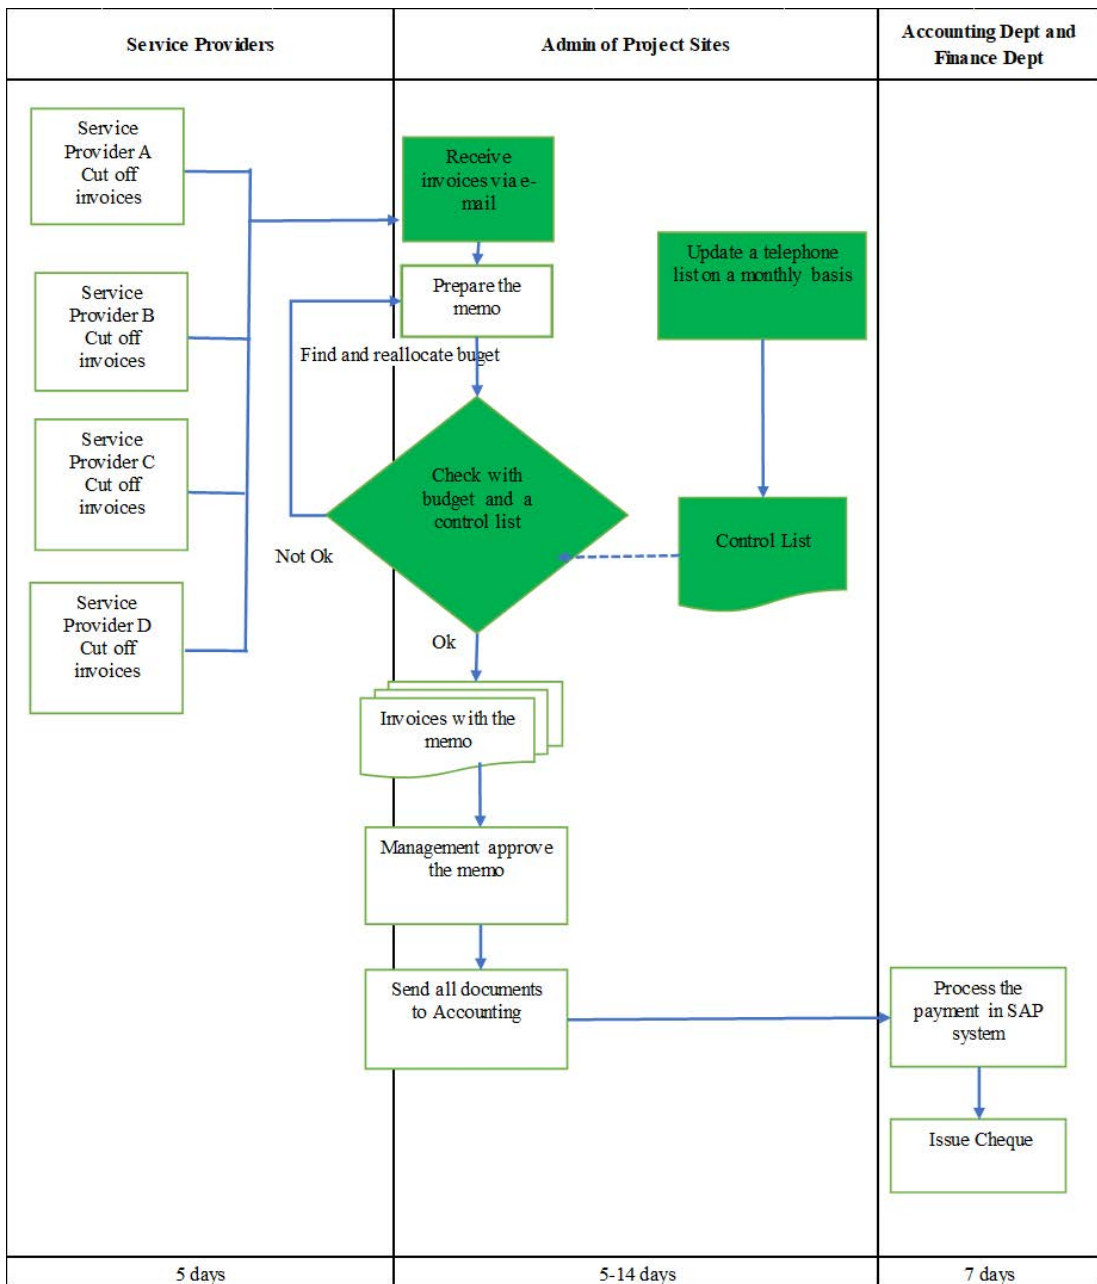 Service Providers
Admin of Project Sites
Accounting Dept and
Finance Dept
Service
Provider A
Cut off
invoices
Service
Provider B
Cut off
invoices
Service
Provider C
Cut off
invoices
Service
Provider D
Cut off
invoices
Receive
invoices via e-
mail
Prepare the
memo
Find and reallocate buget
Update a telephone
list on a monthly basis
Check with
budget and a
control list
Control List
Not Ok
Ok
Invoices with the
memo
Management approve
the memo
Send all documents
to Accounting
Process the
payment in SAP
system
Issue Cheque
5 days
5-14 days
7 days